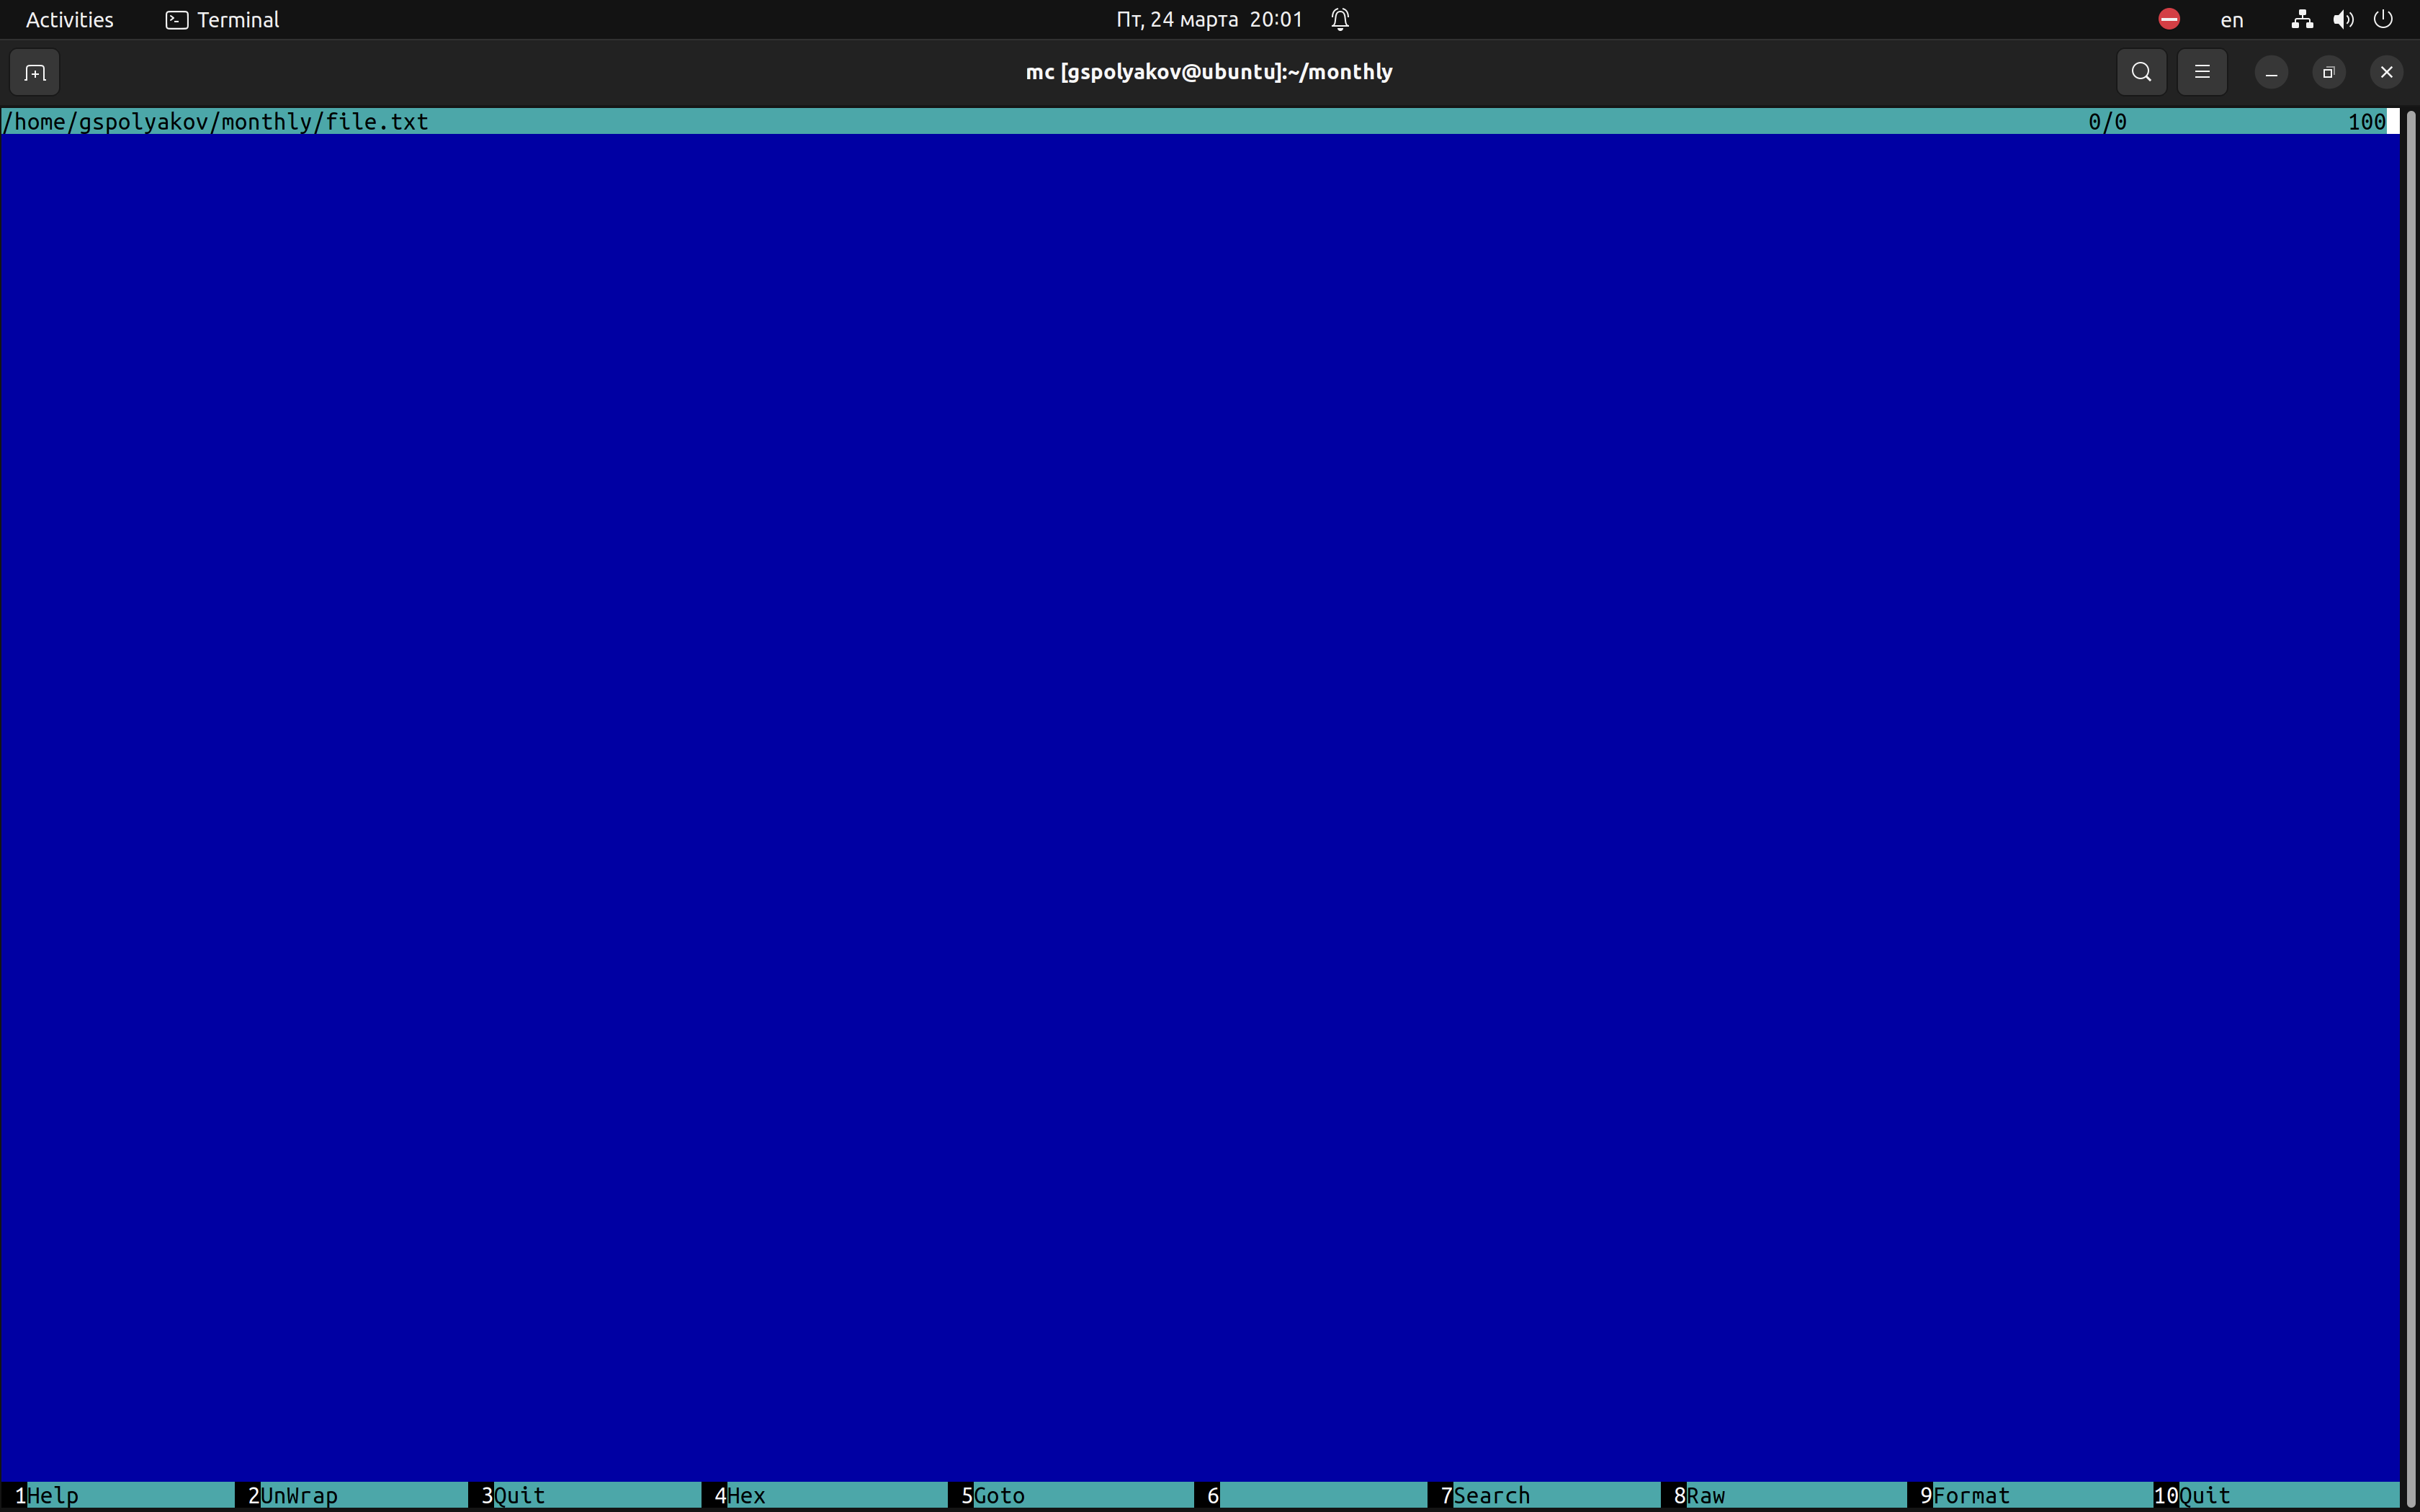 Activities Terminal Пт, 24 марта 20:01 en
mc [gspolyakov@ubuntu]:~/monthly
/home/gspolyakov/monthly/file.txt 0/0 100
1Help 2UnWrap 3Quit 4Hex 5Goto 6 7Search 8Raw 9Format 10Quit